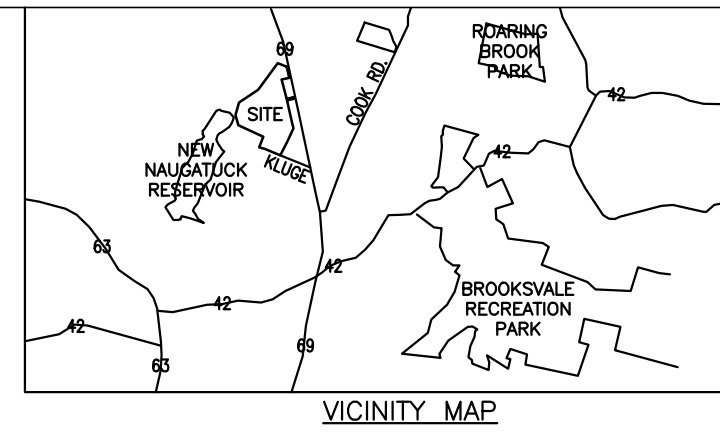 69
COOK RD.
ROARING
BROOK
PARK
42
SITE
42
NEW
NAUGATUCK
RESERVOIR
KLUGE
63
42
42
42
BROOKSVALE
RECREATION
PARK
69
63
VICINITY MAP